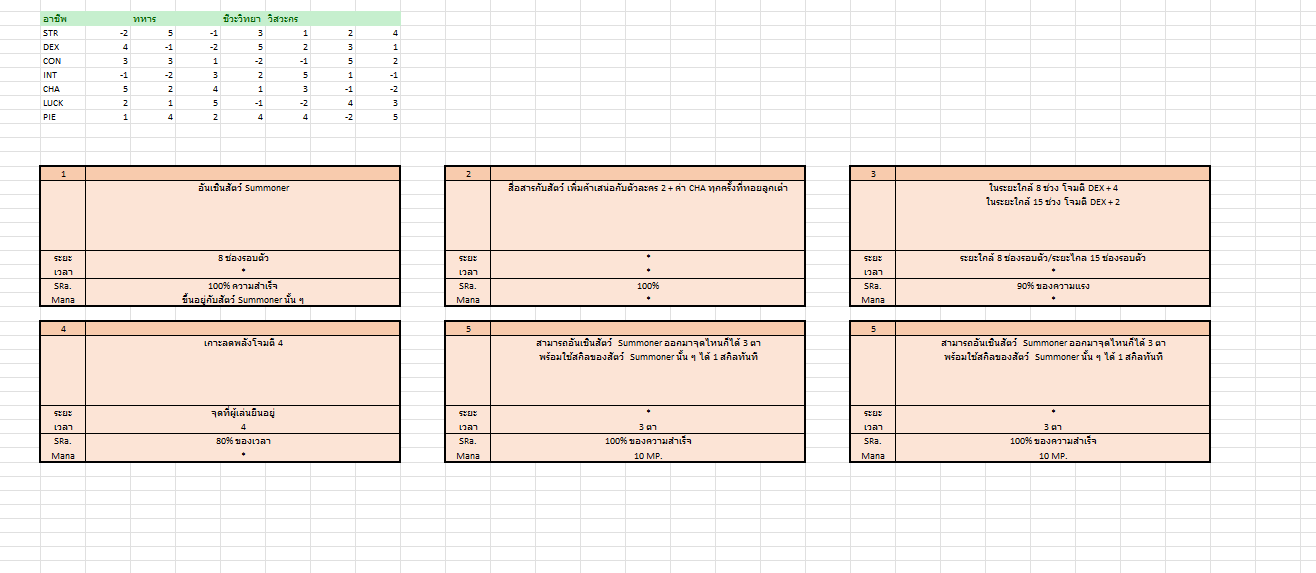 อาชีพ ทหาร ชีวะวิทยา วิสวะกร
STR -2 5 -1 3 1 2 4
DEX 4 -1 -2 5 2 3 1
CON 3 3 1 -2 -1 5 2
INT -1 -2 3 2 5 1 -1
CHA 5 2 4 1 3 -1 -2
LUCK 2 1 5 -1 -2 4 3
PIE 1 4 2 4 4 -2 5
1
อันเชินสัตว์ Summoner
ระยะ 8 ช่องรอบตัว
เวลา *
SRa. 100% ความสำเร็จ
Mana ขึ้นอยู่กับสัตว์ Summoner นั้น ๆ
2
สื่อสารกับสัตว์ เพิ่มค้าเสน่อกับตัวละคร 2 + ค่า CHA ทุกครั้งที่ทอยลูกเต๋า
ระยะ *
เวลา *
SRa. 100%
Mana *
3
ในระยะใกล้ 8 ช่วง โจมตี DEX + 4
ในระยะใกล้ 15 ช่วง โจมตี DEX + 2
ระยะ ระยะใกล้ 8 ช่องรอบตัว/ระยะไกล 15 ช่องรอบตัว
เวลา *
SRa. 90% ของความแรง
Mana *
4
เคาะลดพลังโจมตี 4
ระยะ จุดที่ผู้เล่นยืนอยู่
เวลา 4
SRa. 80% ของเวลา
Mana *
5
สามารถอันเชินสัตว์ Summoner ออกมาจุดไหนก็ได้ 3 ตา
พร้อมใช้สกิลของสัตว์ Summoner นั้น ๆ ได้ 1 สกิลทันที
ระยะ *
เวลา 3 ตา
SRa. 100% ของความสำเร็จ
Mana 10 MP.
5
สามารถอันเชินสัตว์ Summoner ออกมาจุดไหนก็ได้ 3 ตา
พร้อมใช้สกิลของสัตว์ Summoner นั้น ๆ ได้ 1 สกิลทันที
ระยะ *
เวลา 3 ตา
SRa. 100% ของความสำเร็จ
Mana 10 MP.